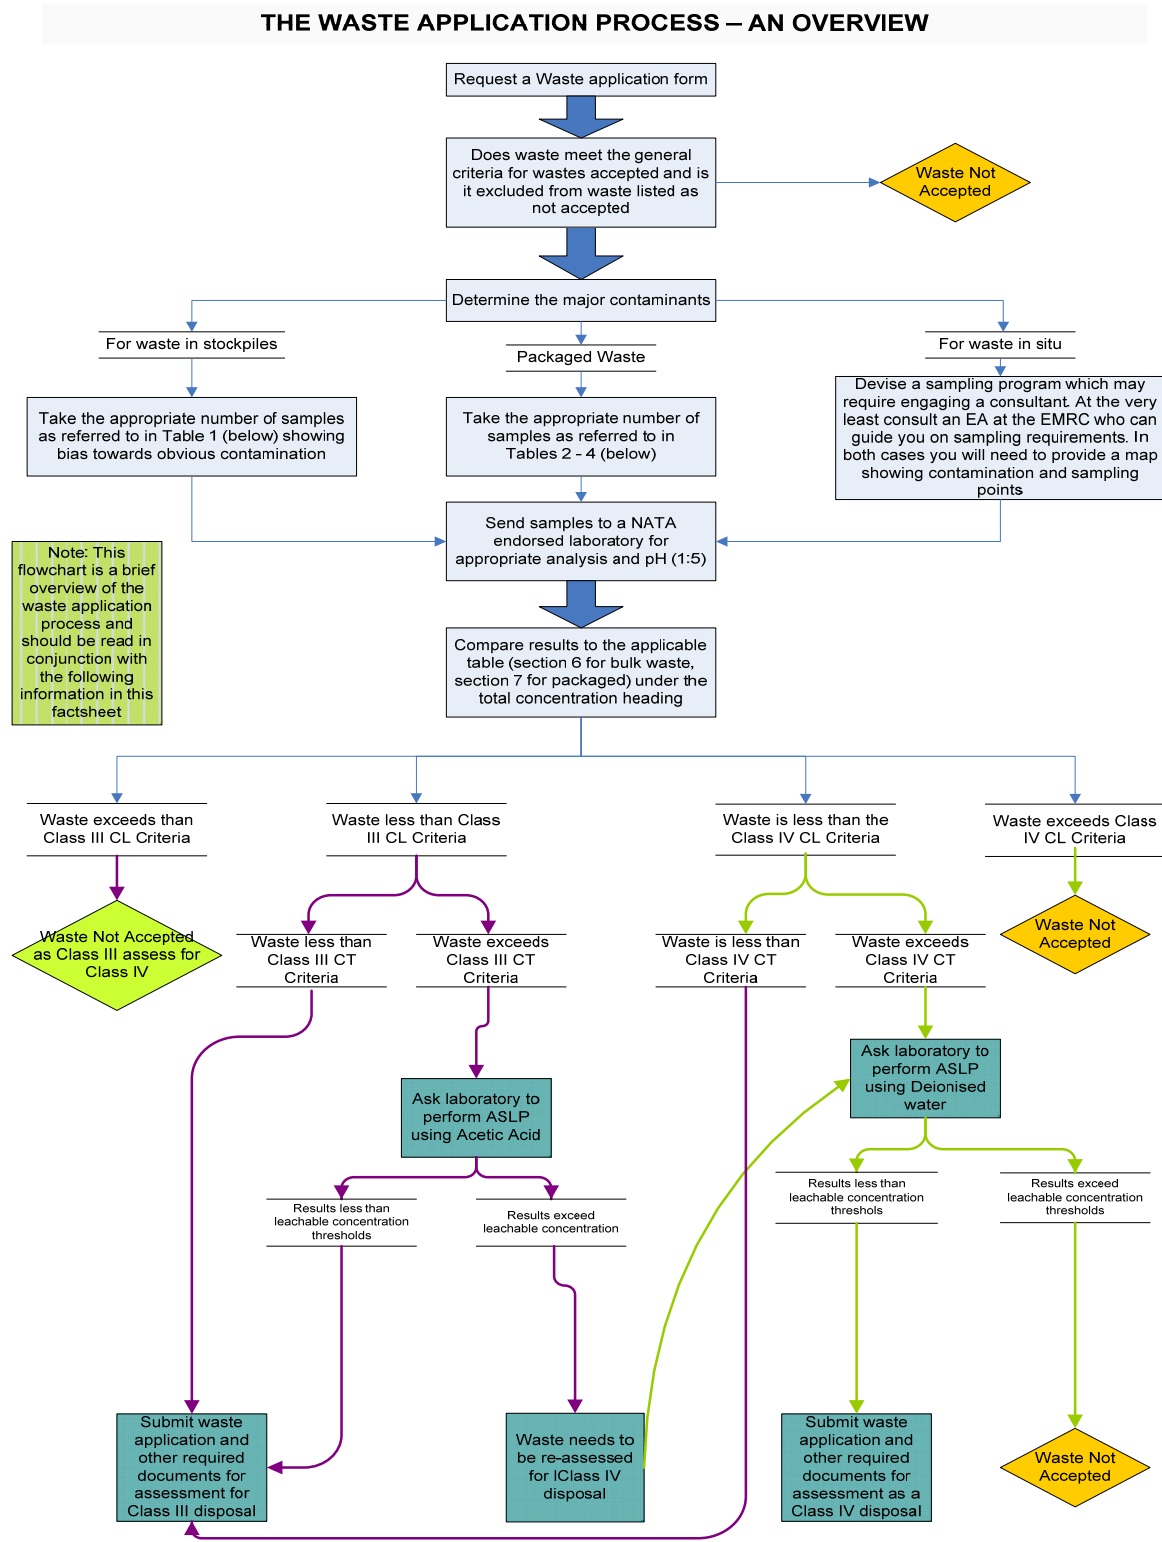 THE WASTE APPLICATION PROCESS – AN OVERVIEW
Request a Waste application form
Does waste meet the general
criteria for wastes accepted and is
it excluded from waste listed as
not accepted
Waste Not
Accepted
Determine the major contaminants
For waste in stockpiles
Packaged Waste
For waste in situ
Take the appropriate number of samples
as referred to in Table 1 (below) showing
bias towards obvious contamination
Take the appropriate number of
samples as referred to in
Tables 2 - 4 (below)
Devise a sampling program which may
require engaging a consultant. At the very
least consult an EA at the EMRC who can
guide you on sampling requirements. In
both cases you will need to provide a map
showing contamination and sampling
points
Send samples to a NATA
endorsed laboratory for
appropriate analysis and pH (1:5)
Note: This
flowchart is a brief
overview of the
waste application
process and
should be read in
conjunction with
the following
information in this
factsheet
Compare results to the applicable
table (section 6 for bulk waste,
section 7 for packaged) under the
total concentration heading
Waste exceeds than
Class III CL Criteria
Waste less than Class
III CL Criteria
Waste is less than the
Class IV CL Criteria
Waste exceeds Class
IV CL Criteria
Waste Not Accepted
as Class III assess for
Class IV
Waste less than
Class III CT
Criteria
Waste exceeds
Class III CT
Criteria
Waste is less than
Class IV CT
Criteria
Waste exceeds
Class IV CT
Criteria
Waste Not
Accepted
Ask laboratory to
perform ASLP
using Acetic Acid
Ask laboratory to
perform ASLP
using Deionised
water
Results less than
leachable concentration
thresholds
Results exceed
leachable concentration
Results less than
leachable concentration
threshols
Results exceed
leachable concentration
thresholds
Submit waste
application and
other required
documents for
assessment for
Class III disposal
Waste needs to
be re-assessed
for lClass IV
disposal
Submit waste
application and
other required
documents for
assessment as a
Class IV disposal
Waste Not
Accepted